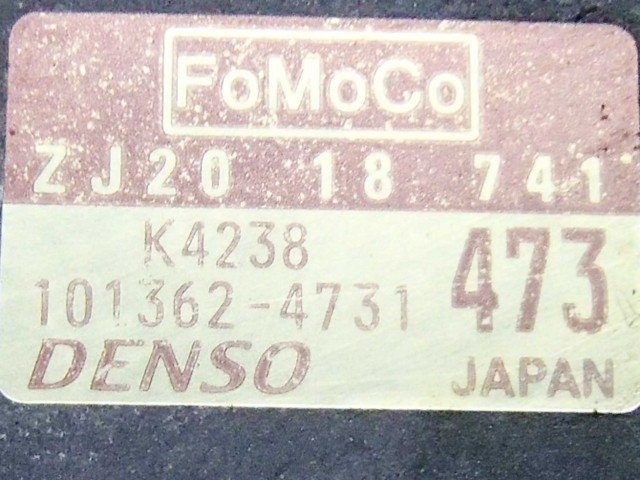 FoMoCo
ZJ20 18 741
K4238
101362-4731
473
DENSO
JAPAN